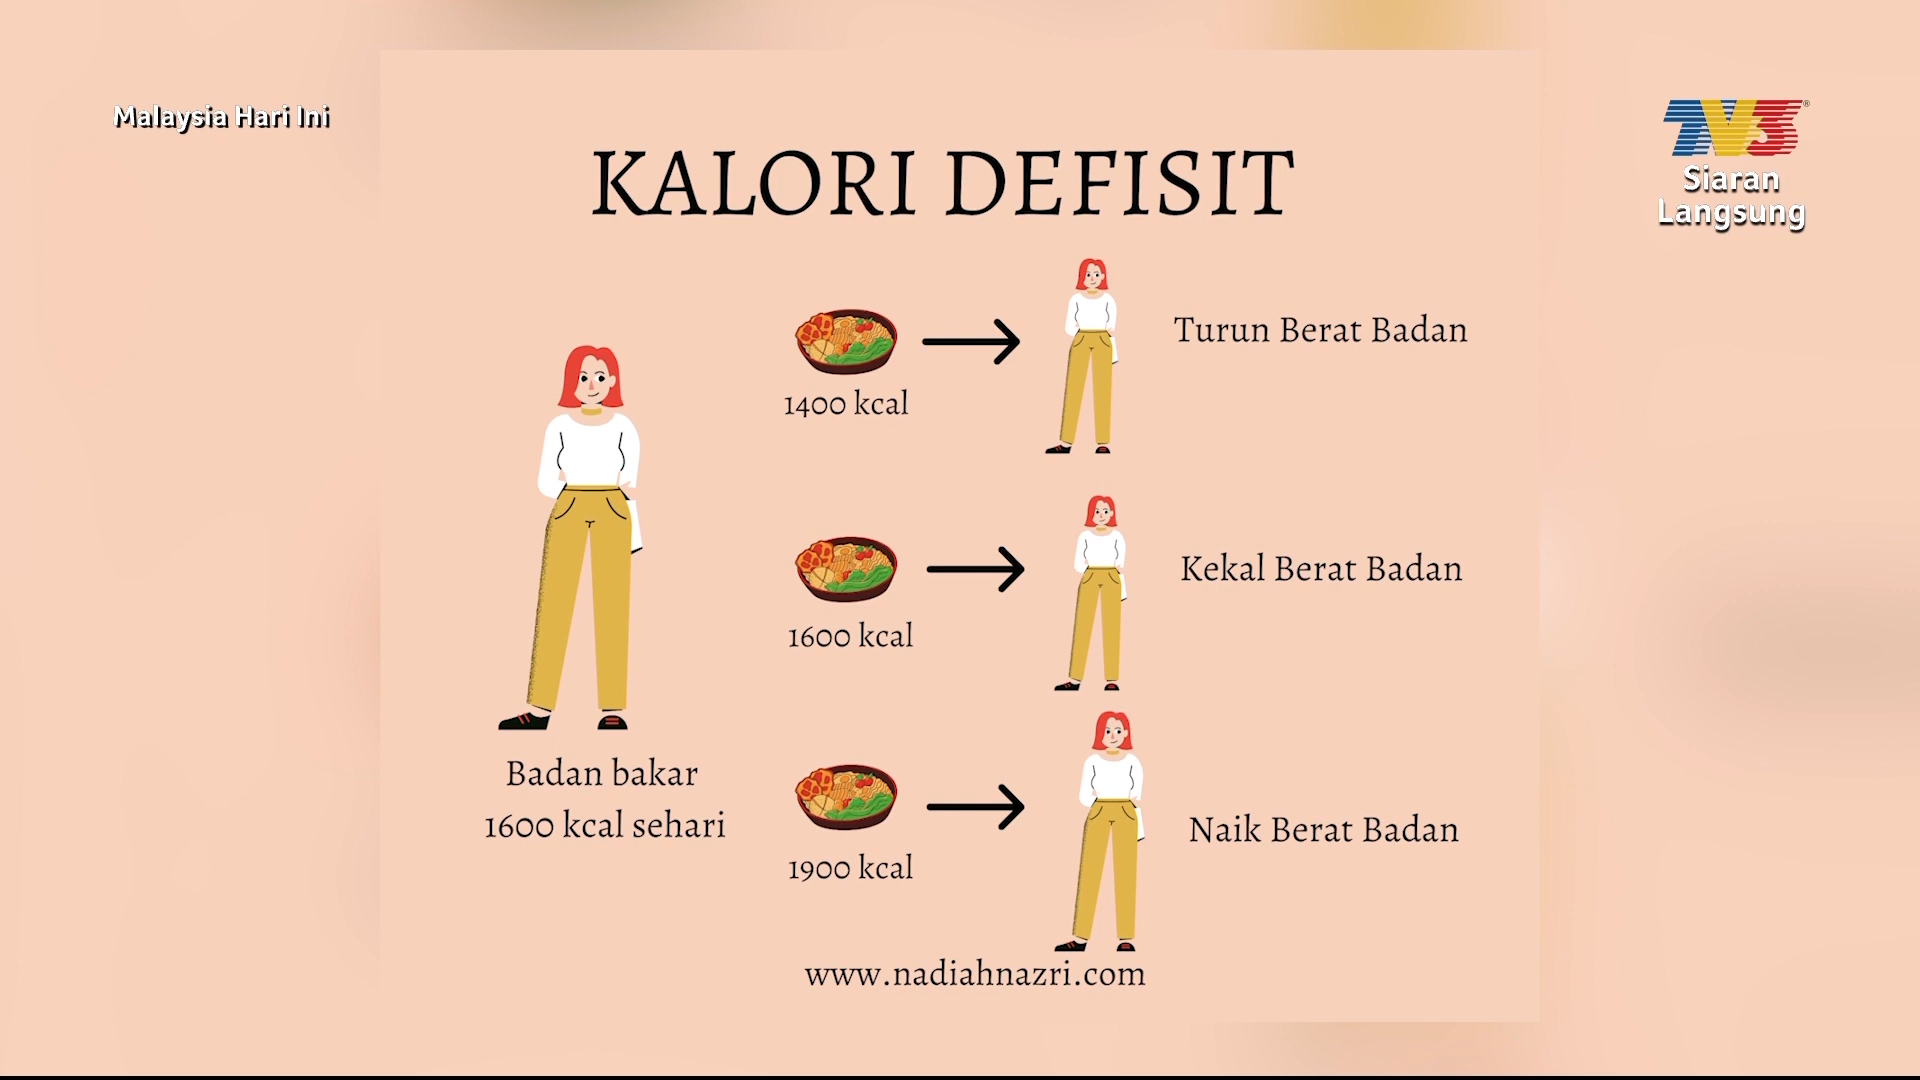 Malaysia Hari Ini
TV3
Siaran
Langsung
KALORI DEFISIT
1400 kcal
Turun Berat Badan
1600 kcal
Kekal Berat Badan
Badan bakar
1600 kcal sehari
1900 kcal
Naik Berat Badan
www.nadiahnazri.com